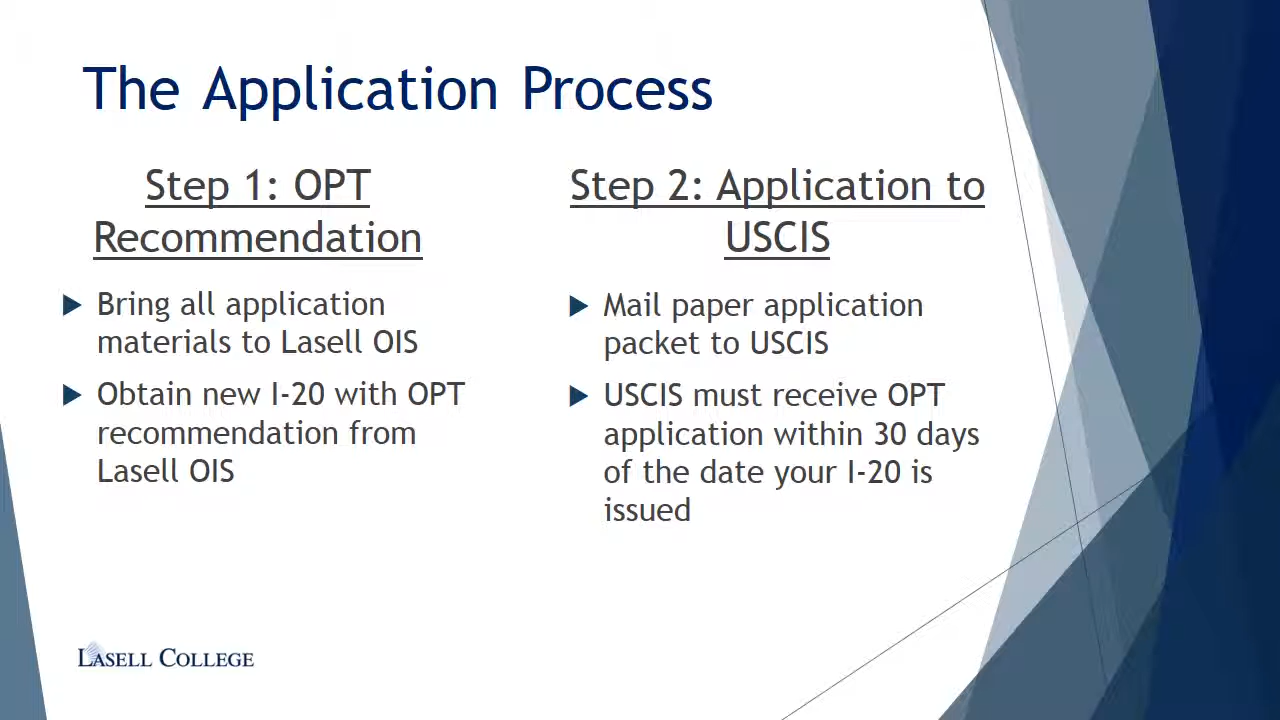 The Application Process
Step 1: OPT
Recommendation
Bring all application
materials to Lasell OIS
Obtain new I-20 with OPT
recommendation from
Lasell OIS
Step 2: Application to
USCIS
Mail paper application
packet to USCIS
USCIS must receive OPT
application within 30 days
of the date your I-20 is
issued
LASELL COLLEGE